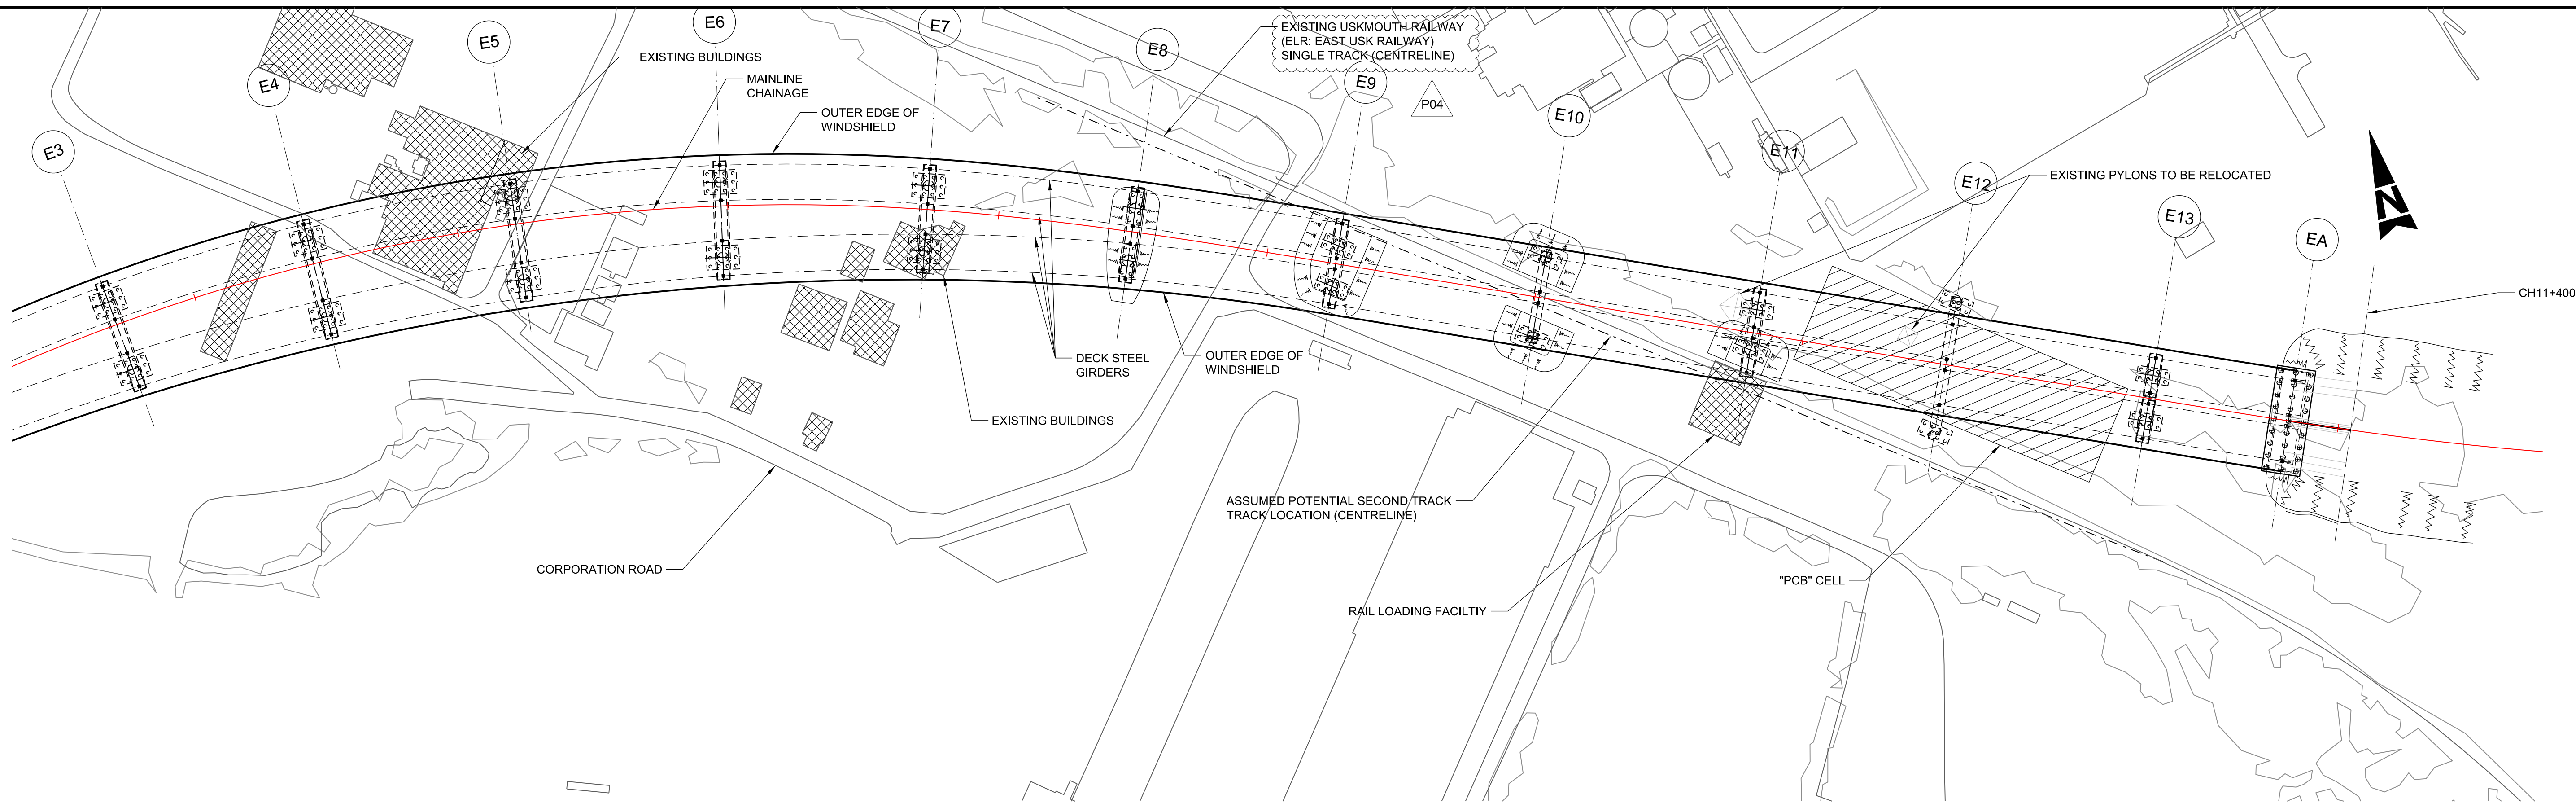 E3
E4
E5
E6
E7
E8
E9
E10
E11
E12
E13
EA
EXISTING BUILDINGS
MAINLINE
CHAINAGE
OUTER EDGE OF
WINDSHIELD
EXISTING USKMOUTH RAILWAY
(ELR: EAST USK RAILWAY)
SINGLE TRACK (CENTRELINE)
P04
EXISTING PYLONS TO BE RELOCATED
N
CH11+400
DECK STEEL
GIRDERS
OUTER EDGE OF
WINDSHIELD
EXISTING BUILDINGS
ASSUMED POTENTIAL SECOND TRACK
TRACK LOCATION (CENTRELINE)
CORPORATION ROAD
"PCB" CELL
RAIL LOADING FACILTIY